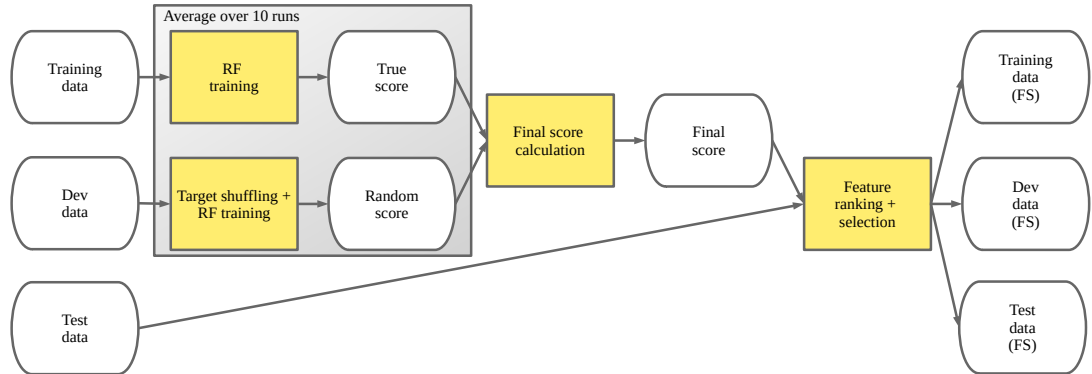 Average over 10 runs
Training
data
RF
training
True
score
Final score
calculation
Final
score
Training
data
(FS)
Dev
data
Target shuffling +
RF training
Random
score
Feature
ranking +
selection
Dev
data
(FS)
Test
data
Test
data
(FS)